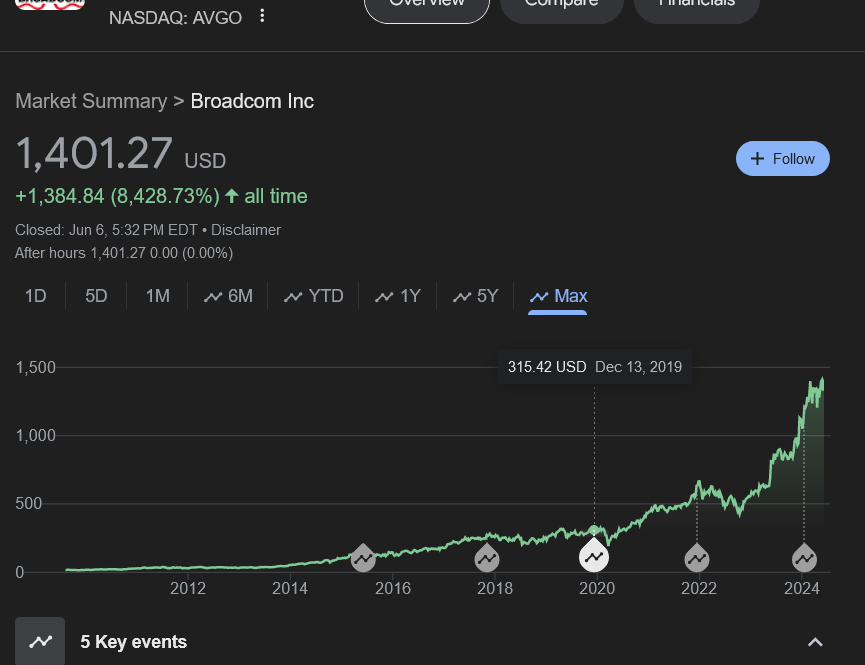 BROADCOM
NASDAQ: AVGO
Overview
Compare
Financials
Market Summary > Broadcom Inc
1,401.27 USD
+ Follow
+1,384.84 (8,428.73%) ↑ all time
Closed: Jun 6, 5:32 PM EDT • Disclaimer
After hours 1,401.27 0.00 (0.00%)
1D 5D 1M 6M YTD 1Y 5Y Max
315.42 USD Dec 13, 2019
1,500
1,000
500
0
2012 2014 2016 2018 2020 2022 2024
5 Key events